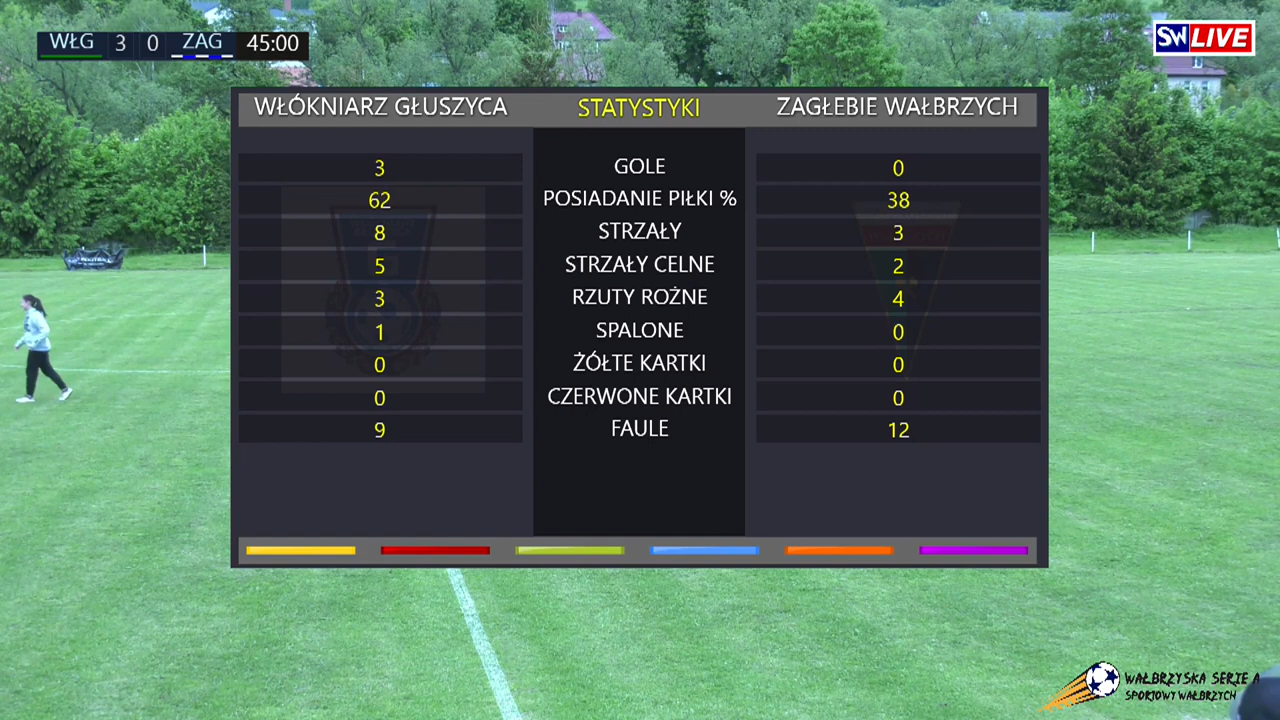 WŁG 3 0 ZAG 45:00
SW LIVE
WŁÓKNIARZ GŁUSZYCA STATYSTYKI ZAGŁEBIE WAŁBRZYCH
3 GOLE 0
62 POSIADANIE PIŁKI % 38
8 STRZAŁY 3
5 STRZAŁY CELNE 2
3 RZUTY ROŻNE 4
1 SPALONE 0
0 ŻÓŁTE KARTKI 0
0 CZERWONE KARTKI 0
9 FAULE 12
WAŁBRZYSKA SERIE A
SPORTOWY WAŁBRZYCH